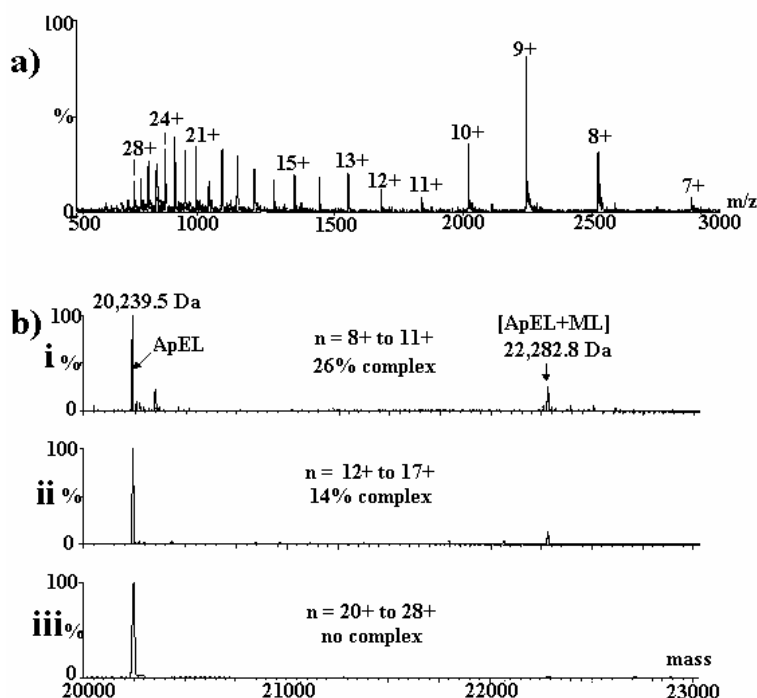 100
a)
%
0
28+
24+
21+
15+
13+
12+
11+
10+
9+
8+
7+
m/z
500
1000
1500
2000
2500
3000
b)
20,239.5 Da
100
i %
0
ApEL
n = 8+ to 11+
26% complex
[ApEL+ML]
22,282.8 Da
100
ii %
0
n = 12+ to 17+
14% complex
100
iii %
0
n = 20+ to 28+
no complex
mass
20000
21000
22000
23000